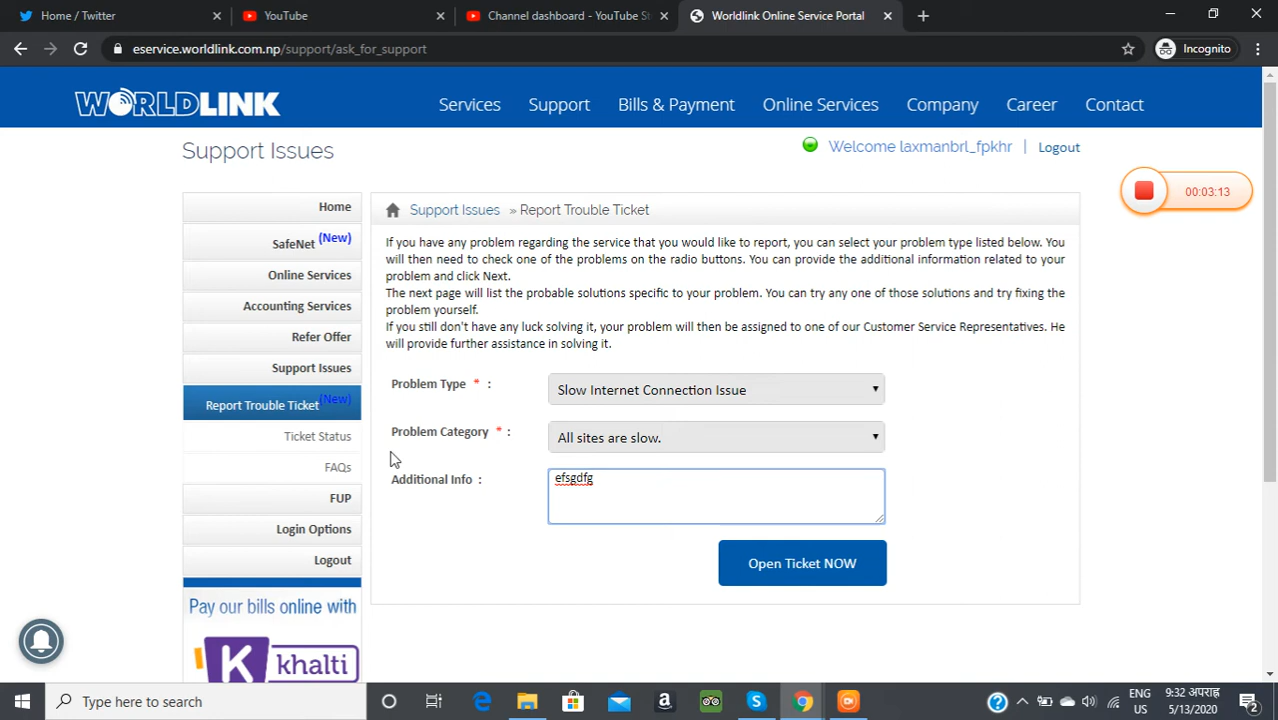 Home / Twitter
YouTube
Channel dashboard - YouTube St
Worldlink Online Service Portal
eservice.worldlink.com.np/support/ask_for_support
Incognito
WORLDLINK
Services
Support
Bills & Payment
Online Services
Company
Career
Contact
Support Issues
Welcome laxmanbrl_fpkhr | Logout
00:03:13
Home
SafeNet (New)
Online Services
Accounting Services
Refer Offer
Support Issues
Report Trouble Ticket (New)
Ticket Status
FAQs
FUP
Login Options
Logout
Pay our bills online with
K khalti
Support Issues » Report Trouble Ticket
If you have any problem regarding the service that you would like to report, you can select your problem type listed below. You
will then need to check one of the problems on the radio buttons. You can provide the additional information related to your
problem and click Next.
The next page will list the probable solutions specific to your problem. You can try any one of those solutions and try fixing the
problem yourself.
If you still don't have any luck solving it, your problem will then be assigned to one of our Customer Service Representatives. He
will provide further assistance in solving it.
Problem Type * :
Slow Internet Connection Issue
Problem Category * :
All sites are slow.
Additional Info :
efsgdfg
Open Ticket NOW
Type here to search
ENG
US
9:32 अपराह्न
5/13/2020
2